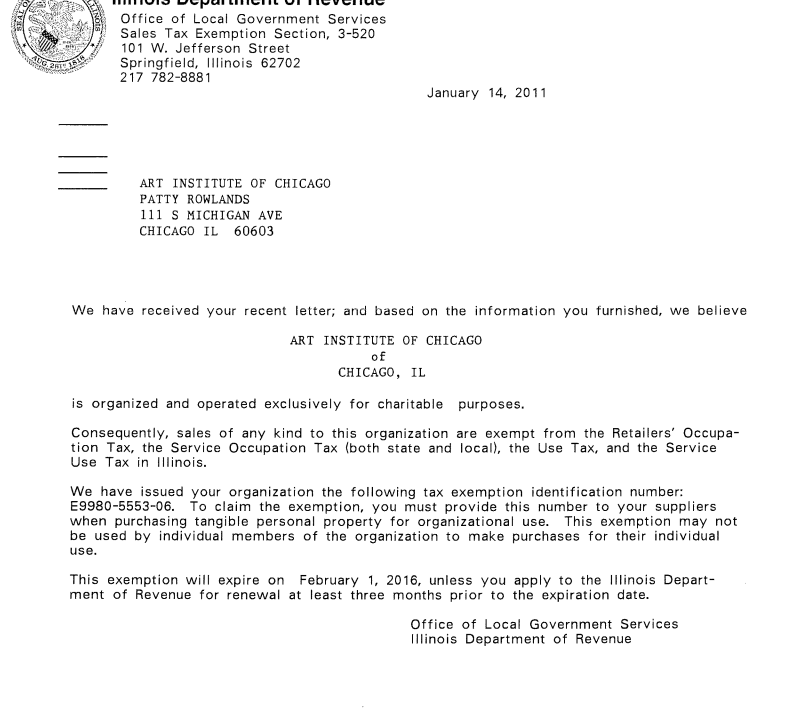 Illinois Department of Revenue
Office of Local Government Services
Sales Tax Exemption Section, 3-520
101 W. Jefferson Street
Springfield, Illinois 62702
217 782-8881
January 14, 2011
ART INSTITUTE OF CHICAGO
PATTY ROWLANDS
111 S MICHIGAN AVE
CHICAGO IL 60603
We have received your recent letter; and based on the information you furnished, we believe
ART INSTITUTE OF CHICAGO
of
CHICAGO, IL
is organized and operated exclusively for charitable purposes.
Consequently, sales of any kind to this organization are exempt from the Retailers' Occupa-
tion Tax, the Service Occupation Tax (both state and local), the Use Tax, and the Service
Use Tax in Illinois.
We have issued your organization the following tax exemption identification number:
E9980-5553-06. To claim the exemption, you must provide this number to your suppliers
when purchasing tangible personal property for organizational use. This exemption may not
be used by individual members of the organization to make purchases for their individual
use.
This exemption will expire on February 1, 2016, unless you apply to the Illinois Depart-
ment of Revenue for renewal at least three months prior to the expiration date.
Office of Local Government Services
Illinois Department of Revenue